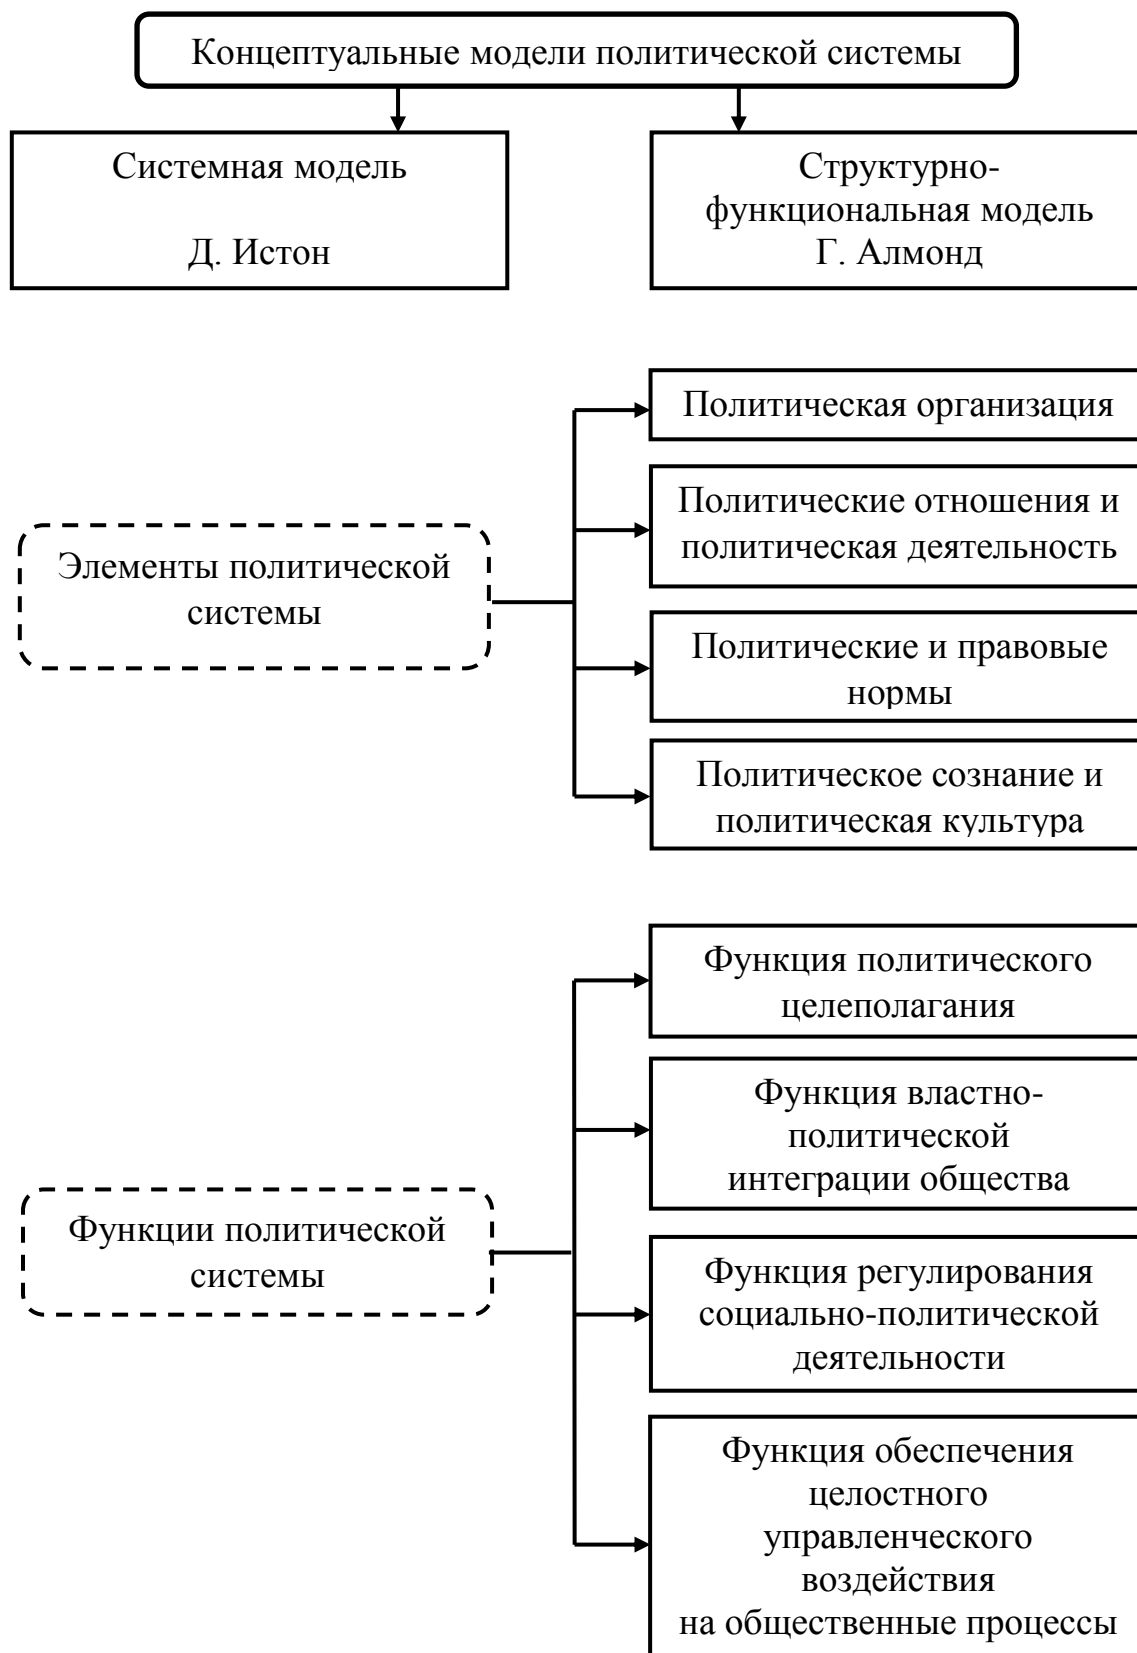 Концептуальные модели политической системы
Системная модель
Д. Истон
Структурно-
функциональная модель
Г. Алмонд
Элементы политической
системы
Политическая организация
Политические отношения и
политическая деятельность
Политические и правовые
нормы
Политическое сознание и
политическая культура
Функции политической
системы
Функция политического
целеполагания
Функция властно-
политической
интеграции общества
Функция регулирования
социально-политической
деятельности
Функция обеспечения
целостного
управленческого
воздействия
на общественные процессы